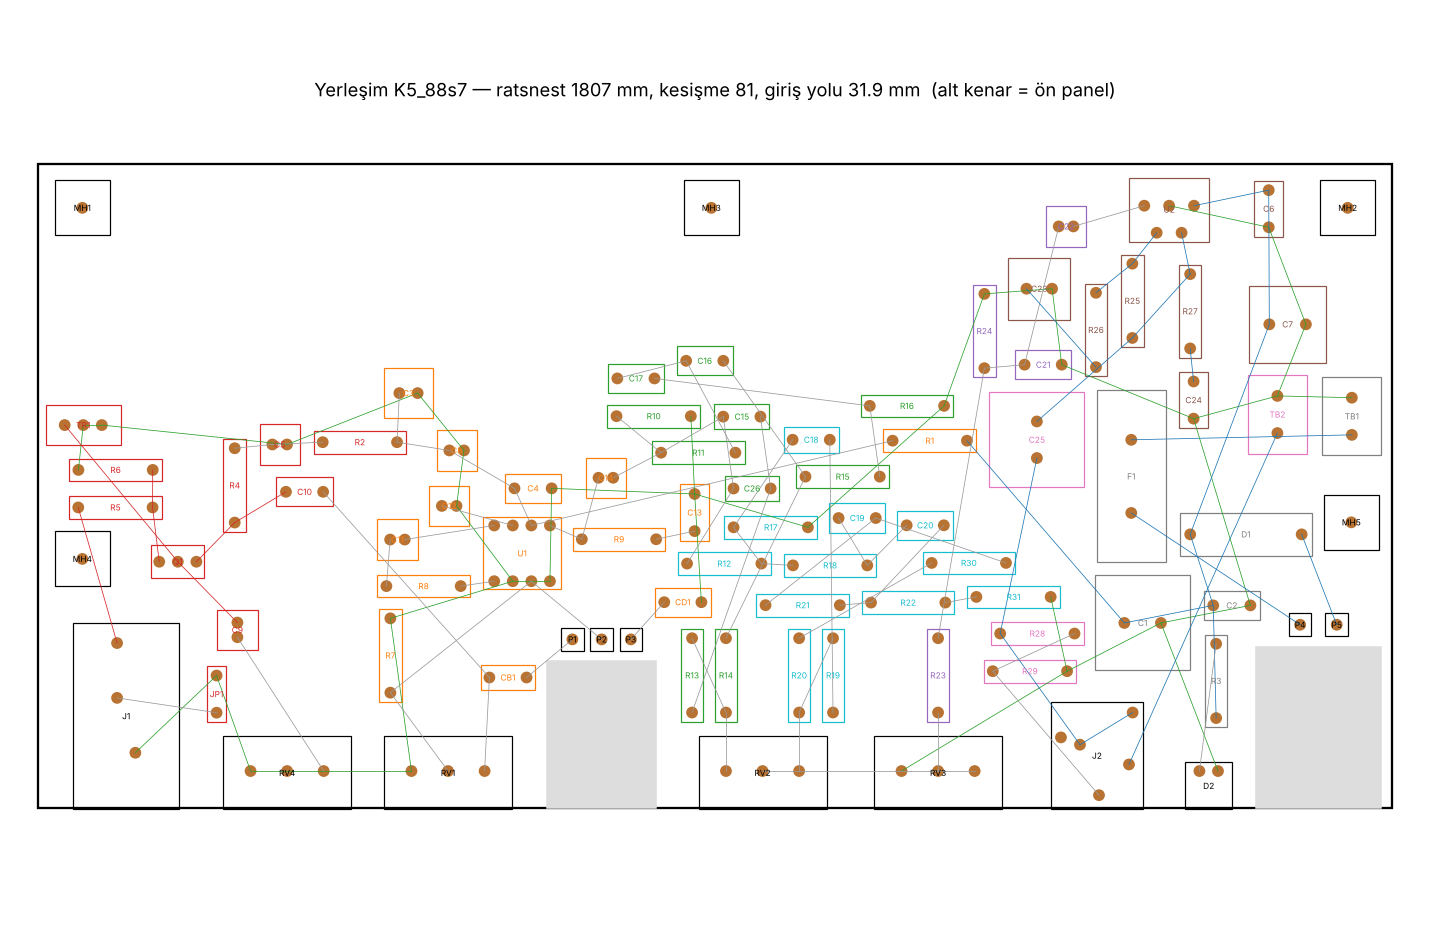 Yerleşim K5_88s7 — ratsnest 1807 mm, kesişme 81, giriş yolu 31.9 mm  (alt kenar = ön panel)
MH1
MH3
MH2
C6
R24
R25
R26
R27
C7
C21
C24
TB2
TB1
C17
C16
R10
C15
R16
R11
C18
R1
C25
R2
R6
R4
C10
R5
C4
C26
R15
F1
C13
R17
C19
C20
D1
MH5
MH4
U1
R9
R8
R12
R18
R30
CD1
R21
R22
R31
C1
C2
P1
P2
P3
P4
P5
R7
R28
R29
R3
JP1
CB1
R13
R14
R20
R19
R23
J1
J2
RV4
RV1
RV2
RV3
D2